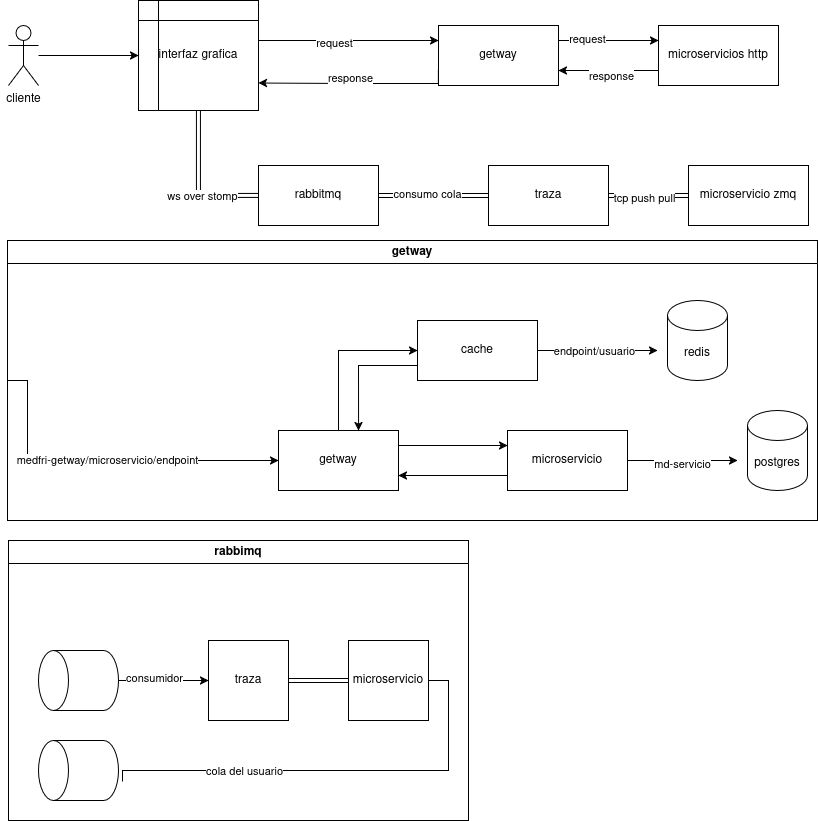 cliente
interfaz grafica
request
response
getway
request
response
microservicios http
ws over stomp
rabbitmq
consumo cola
traza
tcp push pull
microservicio zmq
getway
cache
endpoint/usuario
redis
medfri-getway/microservicio/endpoint
getway
microservicio
md-servicio
postgres
rabbimq
consumidor
traza
microservicio
cola del usuario